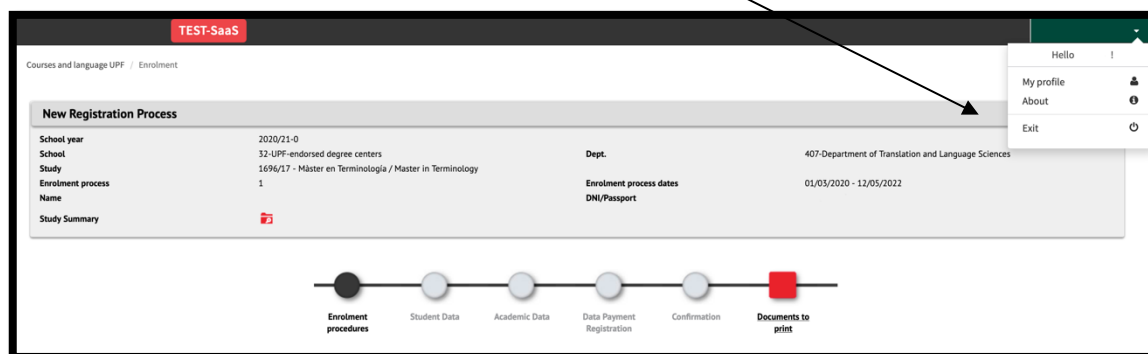 TEST-SaaS
Hello !
Courses and language UPF / Enrolment
My profile
About
Exit
New Registration Process
School year 2020/21-0
School 32-UPF-endorsed degree centers Dept. 407-Department of Translation and Language Sciences
Study 1696/17 - Màster en Terminologia / Master in Terminology
Enrolment process 1 Enrolment process dates 01/03/2020 - 12/05/2022
Name DNI/Passport
Study Summary
Enrolment procedures
Student Data
Academic Data
Data Payment Registration
Confirmation
Documents to print